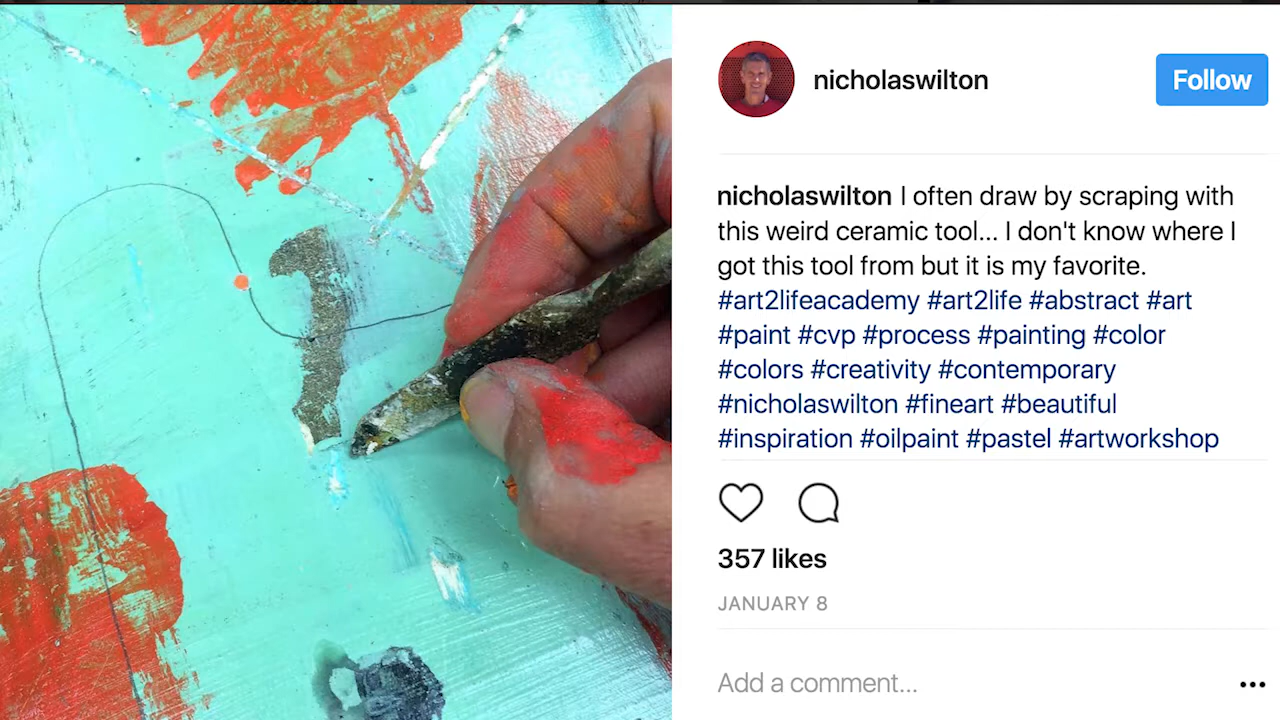 nicholaswilton
Follow
nicholaswilton I often draw by scraping with
this weird ceramic tool... I don't know where I
got this tool from but it is my favorite.
#art2lifeacademy #art2life #abstract #art
#paint #cvp #process #painting #color
#colors #creativity #contemporary
#nicholaswilton #fineart #beautiful
#inspiration #oilpaint #pastel #artworkshop
357 likes
JANUARY 8
Add a comment...